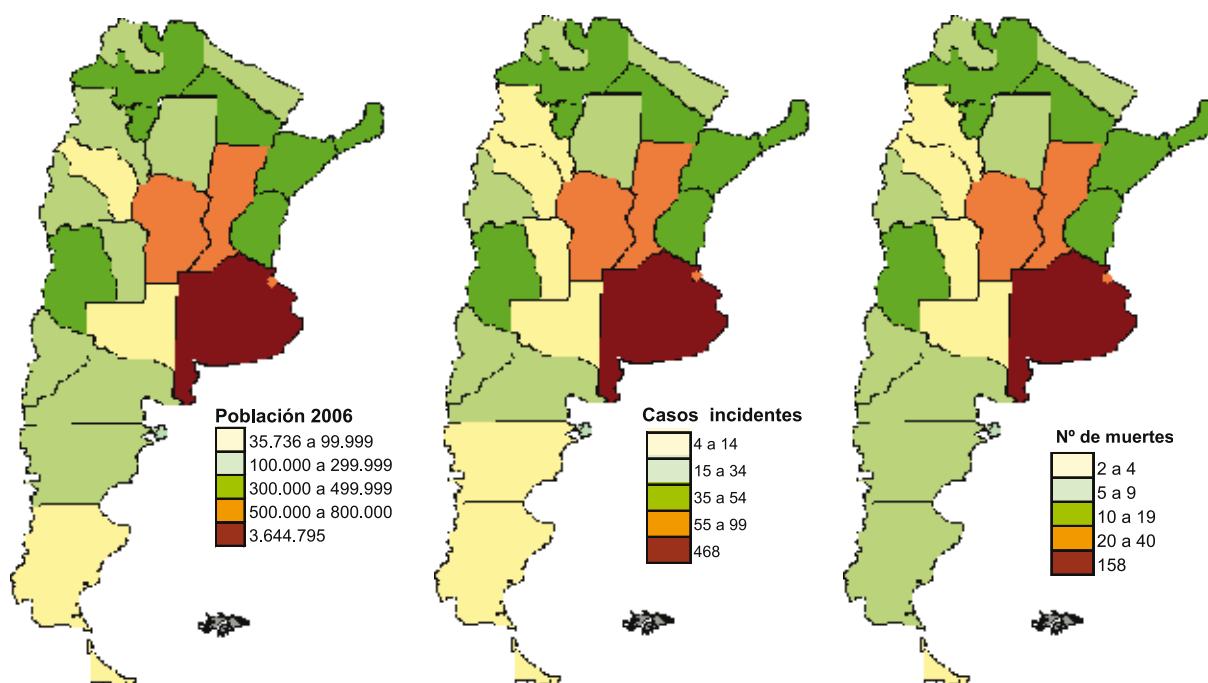 Población 2006
35.736 a 99.999
100.000 a 299.999
300.000 a 499.999
500.000 a 800.000
3.644.795
Casos incidentes
4 a 14
15 a 34
35 a 54
55 a 99
468
Nº de muertes
2 a 4
5 a 9
10 a 19
20 a 40
158